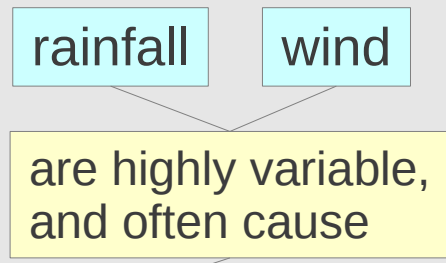 rainfall
wind
are highly variable,
and often cause